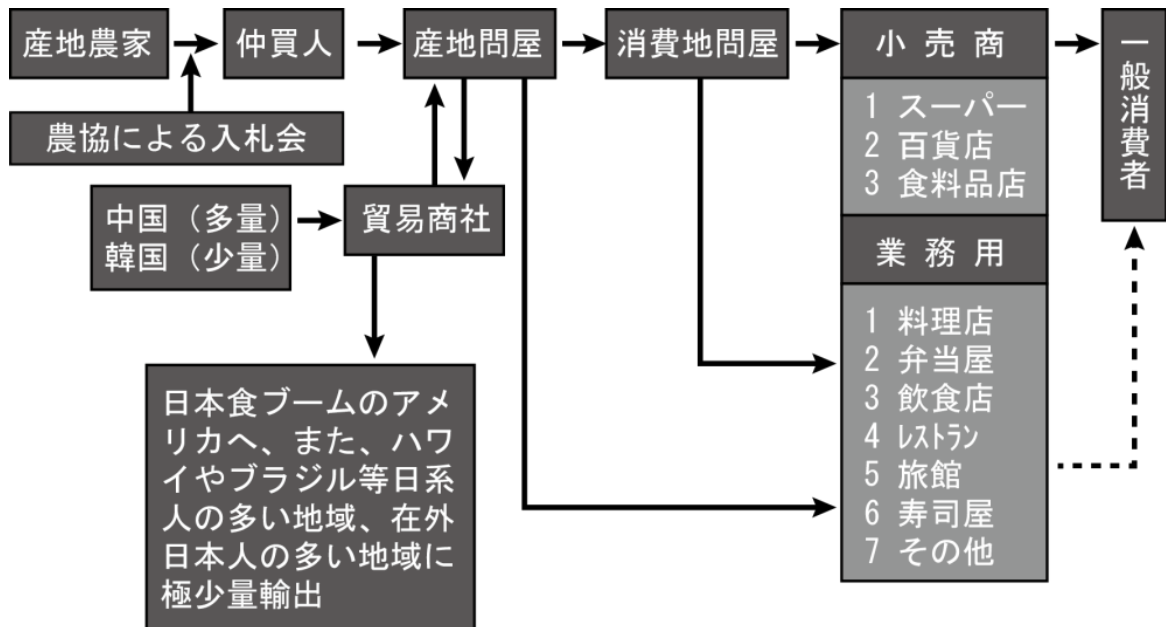 産地農家
仲買人
産地問屋
消費地問屋
小売商
1 スーパー
2 百貨店
3 食料品店
一般消費者
農協による入札会
中国（多量）
韓国（少量）
貿易商社
業務用
1 料理店
2 弁当屋
3 飲食店
4 ﾚｽﾄﾗﾝ
5 旅館
6 寿司屋
7 その他
日本食ブームのアメ
リカへ、また、ハワ
イやブラジル等日系
人の多い地域、在外
日本人の多い地域に
極少量輸出